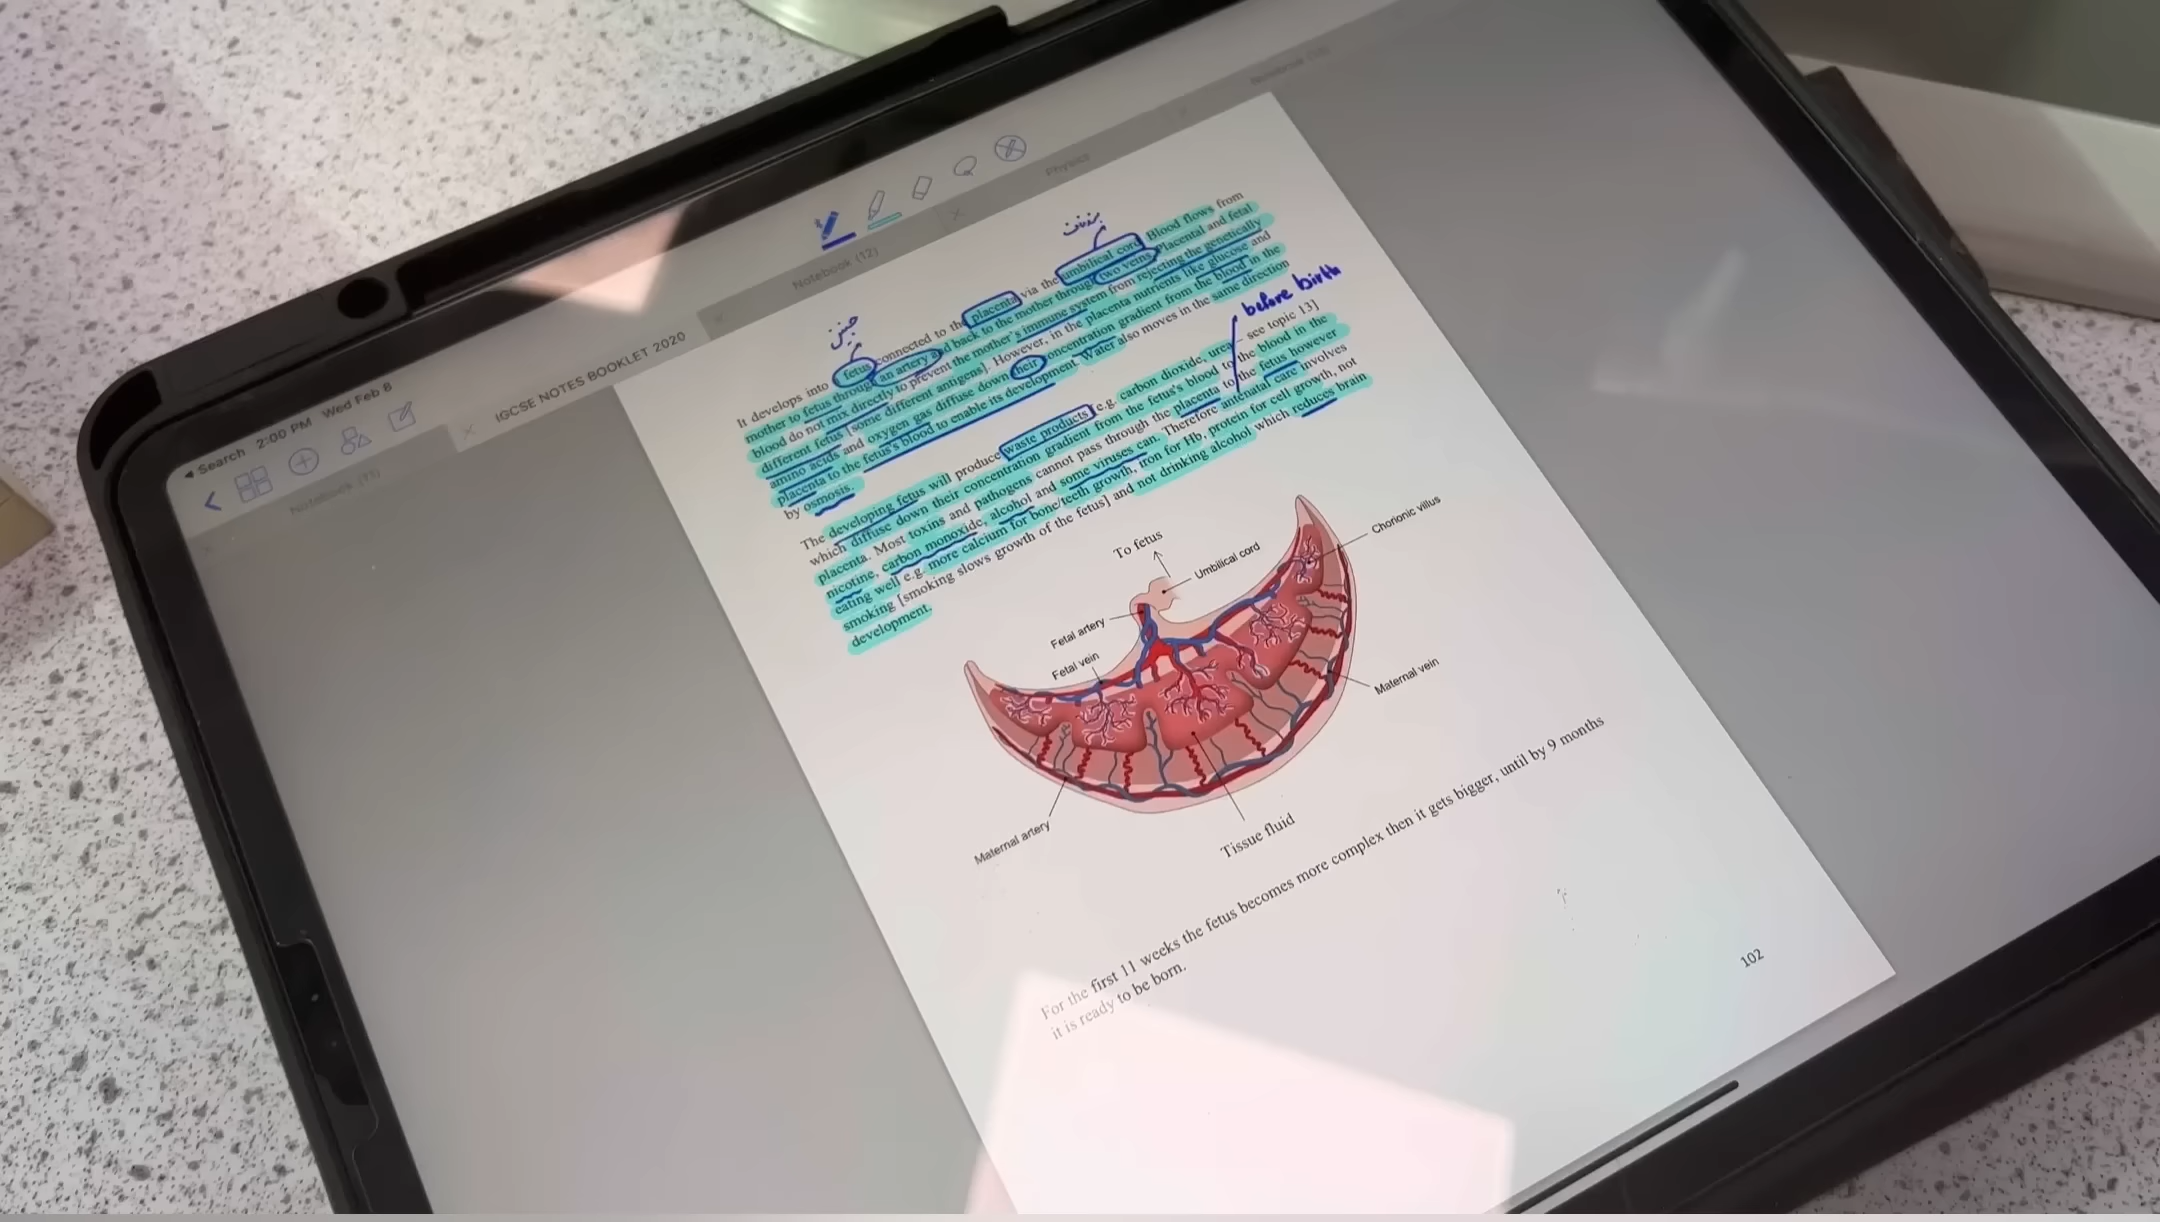 Search 2:00 PM Wed Feb 8
Notebook (11)
IGCSE NOTES BOOKLET 2020
Notebook (12)
Physics
جنين
before birth
It develops into fetus connected to the placenta via the umbilical cord. Blood flows from
mother to fetus through an artery and back to the mother through two veins. Placental and fetal
blood do not mix directly to prevent the mother's immune system from rejecting the genetically
different fetus [some different antigens]. However, in the placenta nutrients like glucose and
amino acids and oxygen gas diffuse down their concentration gradient from the blood in the
placenta to the fetus's blood to enable its development. Water also moves in the same direction
by osmosis.
The developing fetus will produce waste products e.g. carbon dioxide, urea see topic 13]
which diffuse down their concentration gradient from the fetus's blood to the blood in the
placenta. Most toxins and pathogens cannot pass through the placenta to the fetus however
nicotine, carbon monoxide, alcohol and some viruses can. Therefore antenatal care involves
eating well e.g. more calcium for bone/teeth growth, iron for Hb, protein for cell growth, not
smoking [smoking slows growth of the fetus] and not drinking alcohol which reduces brain
development.
To fetus
Umbilical cord
Chorionic villus
Fetal artery
Fetal vein
Maternal vein
Maternal artery
Tissue fluid
For the first 11 weeks the fetus becomes more complex then it gets bigger, until by 9 months
it is ready to be born.
102